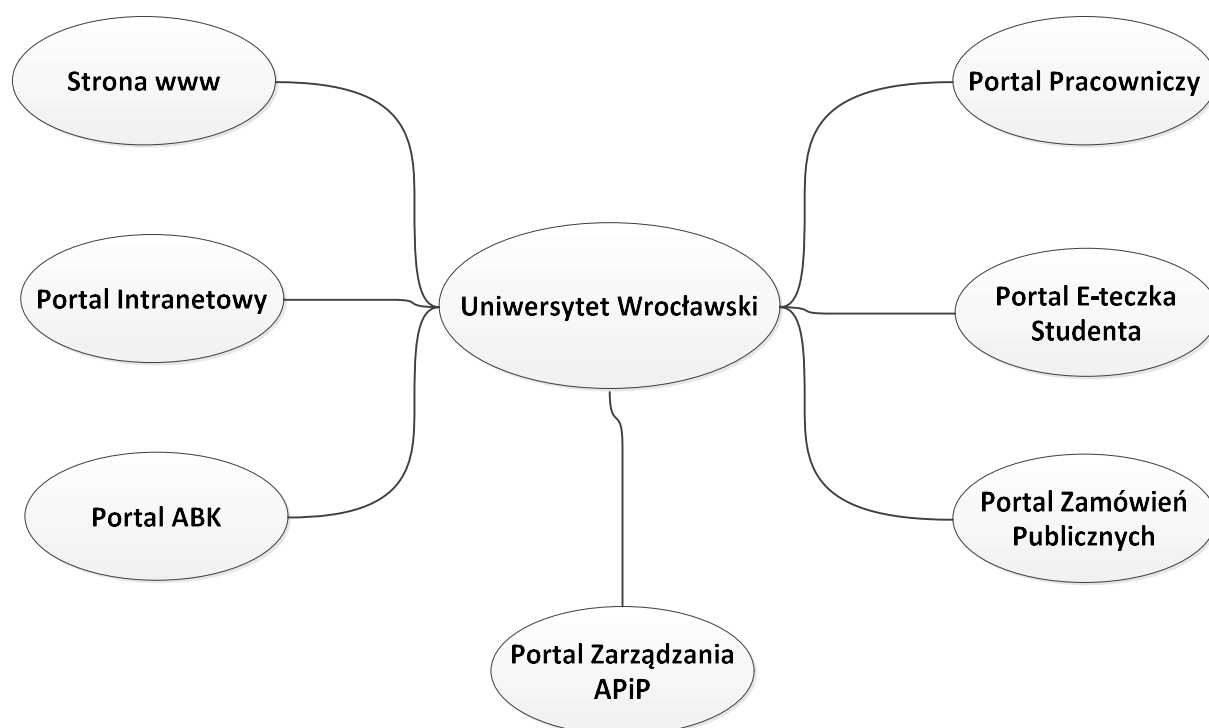 Strona www
Portal Pracowniczy
Portal Intranetowy
Uniwersytet Wrocławski
Portal E-teczka
Studenta
Portal ABK
Portal Zamówień
Publicznych
Portal Zarządzania
APiP